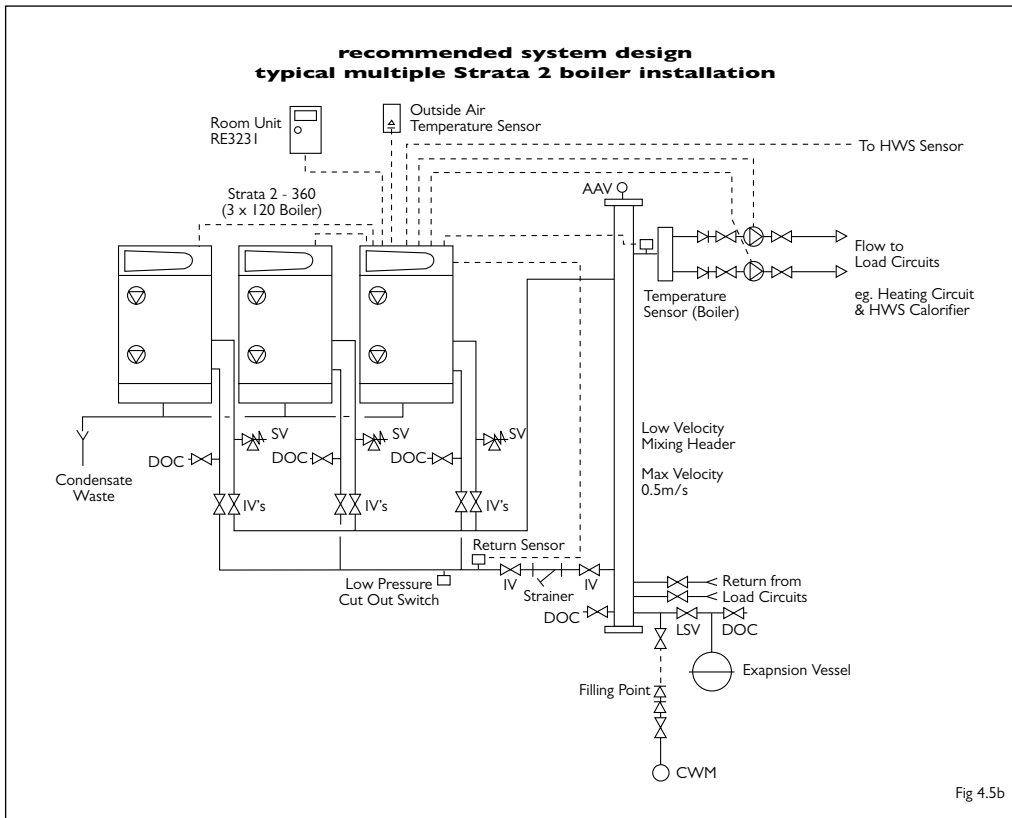 recommended system design
typical multiple Strata 2 boiler installation
Room Unit
RE3231
Outside Air
Temperature Sensor
To HWS Sensor
AAV
Strata 2 - 360
(3 x 120 Boiler)
Flow to
Load Circuits
eg. Heating Circuit
& HWS Calorifier
Temperature
Sensor (Boiler)
SV
SV
SV
DOC
DOC
DOC
Low Velocity
Mixing Header
Max Velocity
0.5m/s
Condensate
Waste
IV's
IV's
IV's
Return Sensor
Low Pressure
Cut Out Switch
IV
Strainer
IV
Return from
Load Circuits
DOC
LSV
DOC
Exapnsion Vessel
Filling Point
CWM
Fig 4.5b